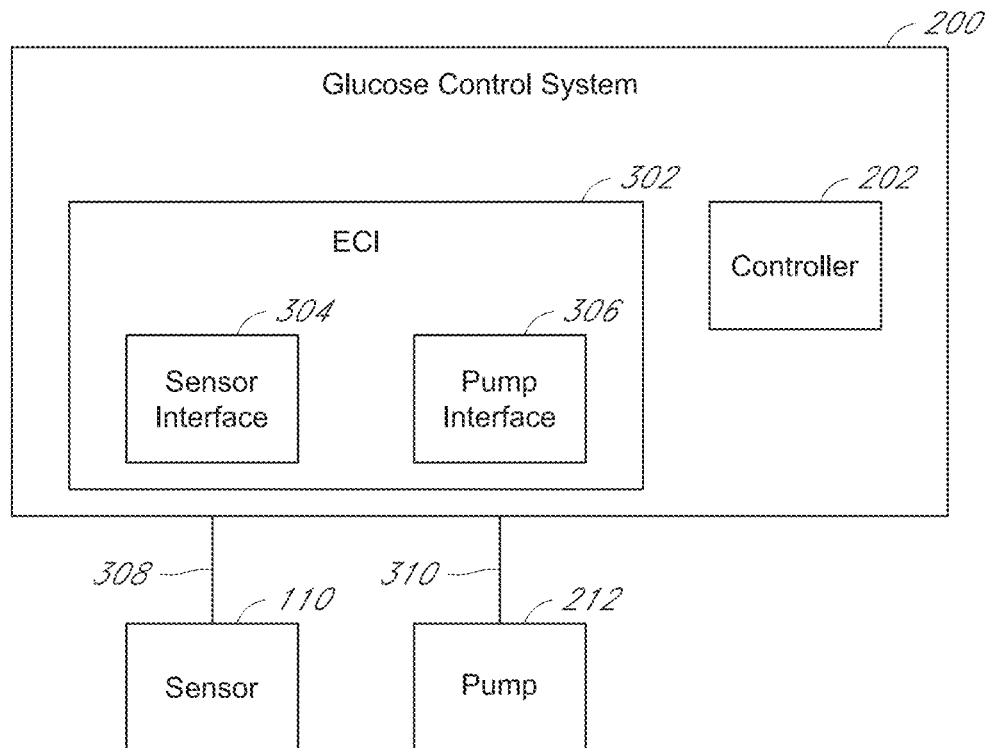 200
Glucose Control System
302
202
ECI
Controller
304
306
Sensor
Interface
Pump
Interface
308
310
110
212
Sensor
Pump